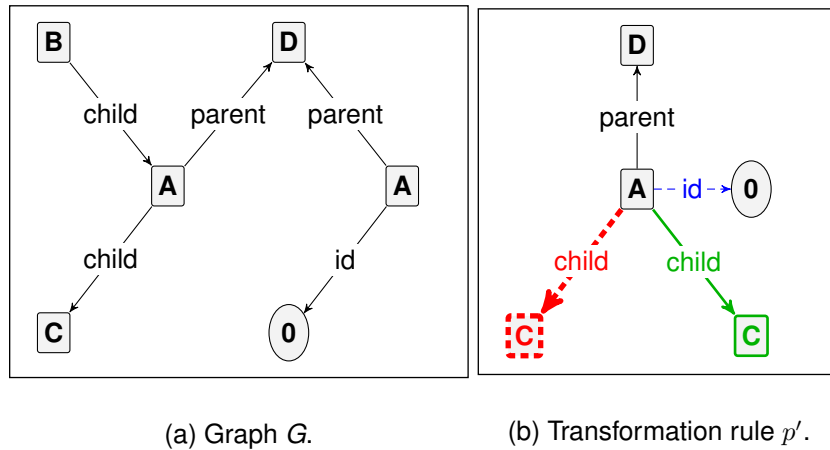 B
D
child
parent
parent
A
A
child
id
C
0
(a) Graph G.
D
parent
A
id
0
child
child
C
C
(b) Transformation rule p′.